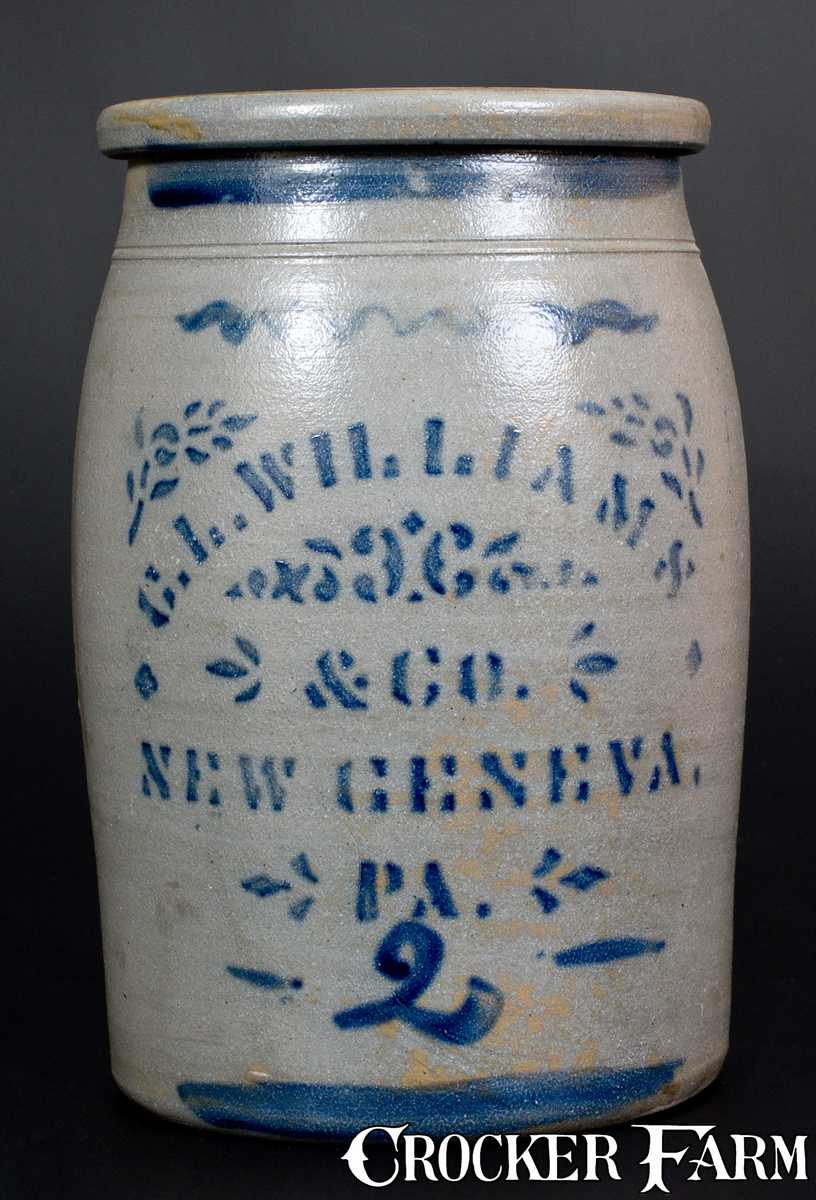 C.L.WILLIAMS
&CO.
NEW GENEVA.
PA.
2
CROCKER FARM